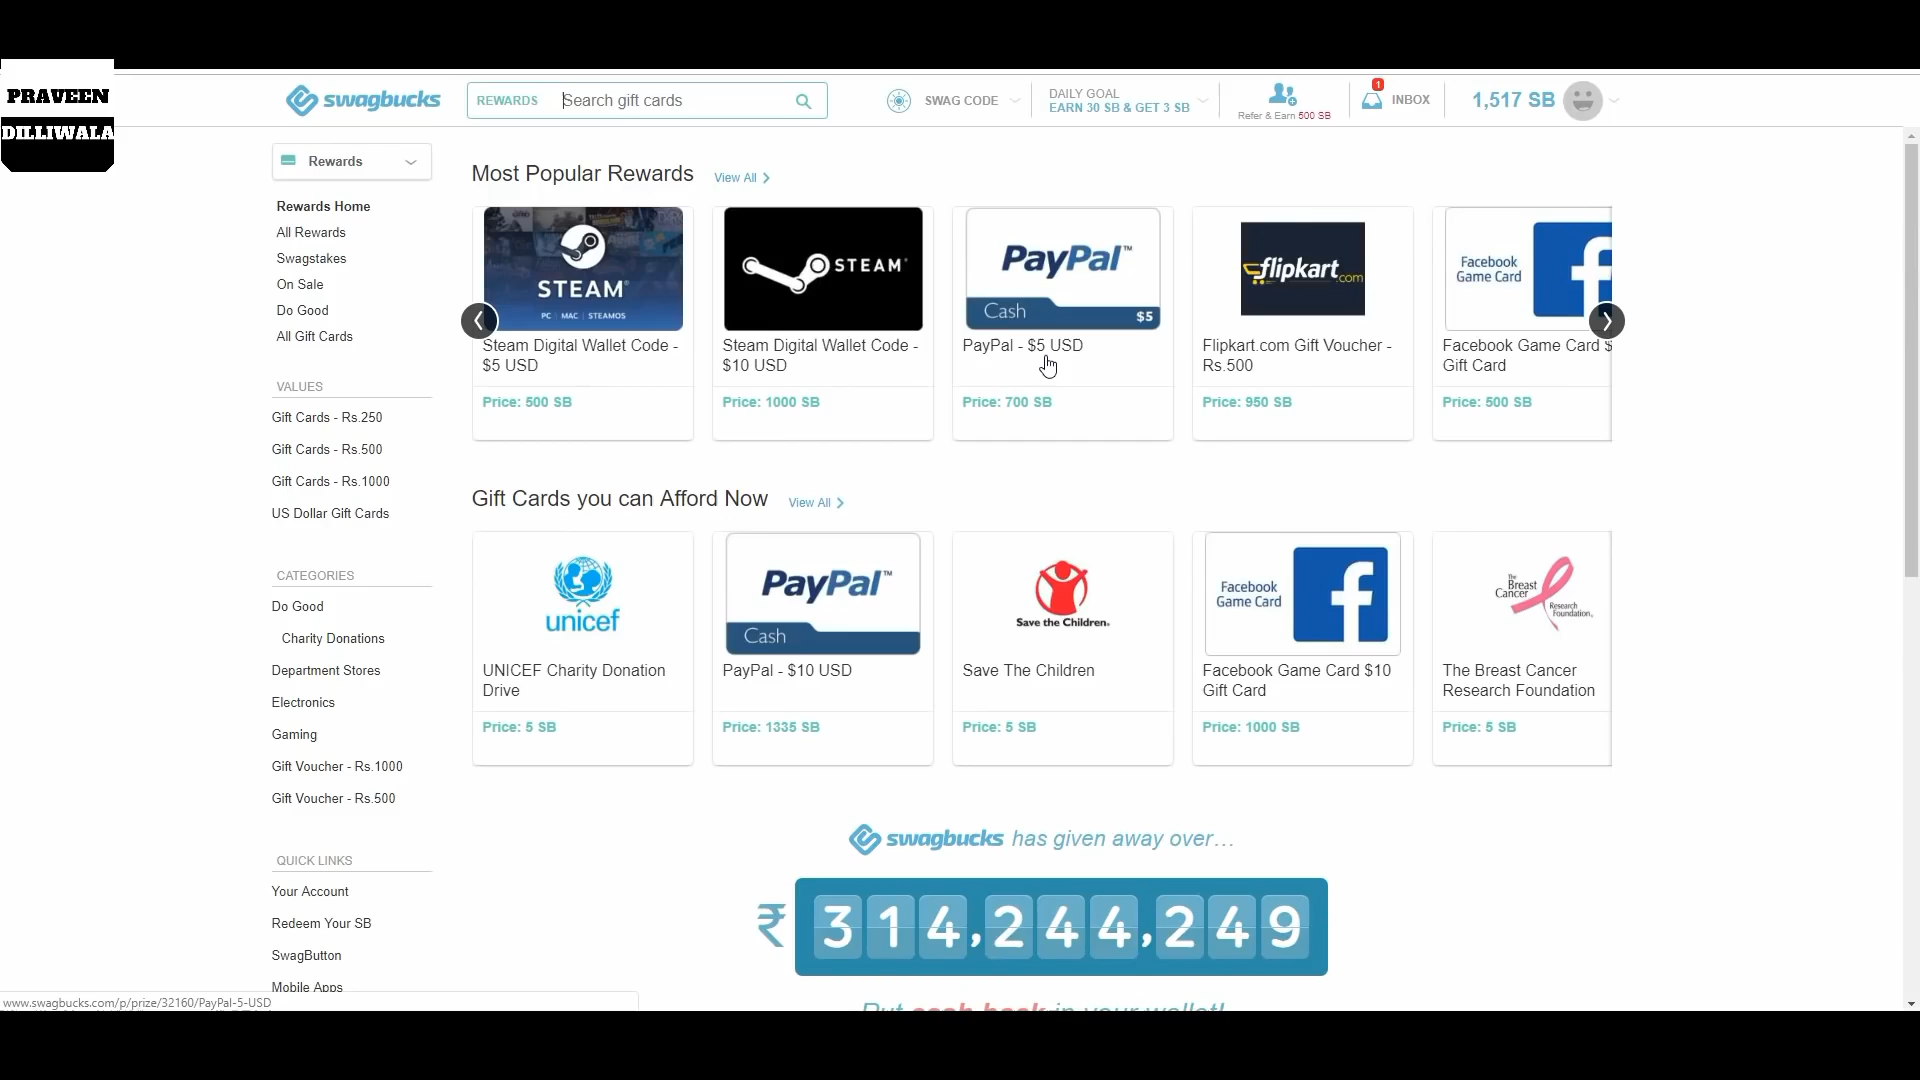 PRAVEEN
DILLIWALA
swagbucks
REWARDS
Search gift cards
SWAG CODE
DAILY GOAL
EARN 30 SB & GET 3 SB
Refer & Earn 500 SB
1
INBOX
1,517 SB
Rewards
Rewards Home
All Rewards
Swagstakes
On Sale
Do Good
All Gift Cards
VALUES
Gift Cards - Rs.250
Gift Cards - Rs.500
Gift Cards - Rs.1000
US Dollar Gift Cards
CATEGORIES
Do Good
Charity Donations
Department Stores
Electronics
Gaming
Gift Voucher - Rs.1000
Gift Voucher - Rs.500
QUICK LINKS
Your Account
Redeem Your SB
SwagButton
Mobile Apps
Most Popular Rewards
View All
STEAM
PC | MAC | STEAMOS
Steam Digital Wallet Code -
$5 USD
Price: 500 SB
STEAM
Steam Digital Wallet Code -
$10 USD
Price: 1000 SB
PayPal™
Cash
$5
PayPal - $5 USD
Price: 700 SB
flipkart.com
Flipkart.com Gift Voucher -
Rs.500
Price: 950 SB
Facebook
Game Card
Facebook Game Card $
Gift Card
Price: 500 SB
Gift Cards you can Afford Now
View All
unicef
UNICEF Charity Donation
Drive
Price: 5 SB
PayPal™
Cash
PayPal - $10 USD
Price: 1335 SB
Save the Children.
Save The Children
Price: 5 SB
Facebook
Game Card
Facebook Game Card $10
Gift Card
Price: 1000 SB
The
Breast
Cancer
Research
Foundation.
The Breast Cancer
Research Foundation
Price: 5 SB
swagbucks has given away over...
₹ 314,244,249
Put cash back in your wallet!
www.swagbucks.com/p/prize/32160/PayPal-5-USD